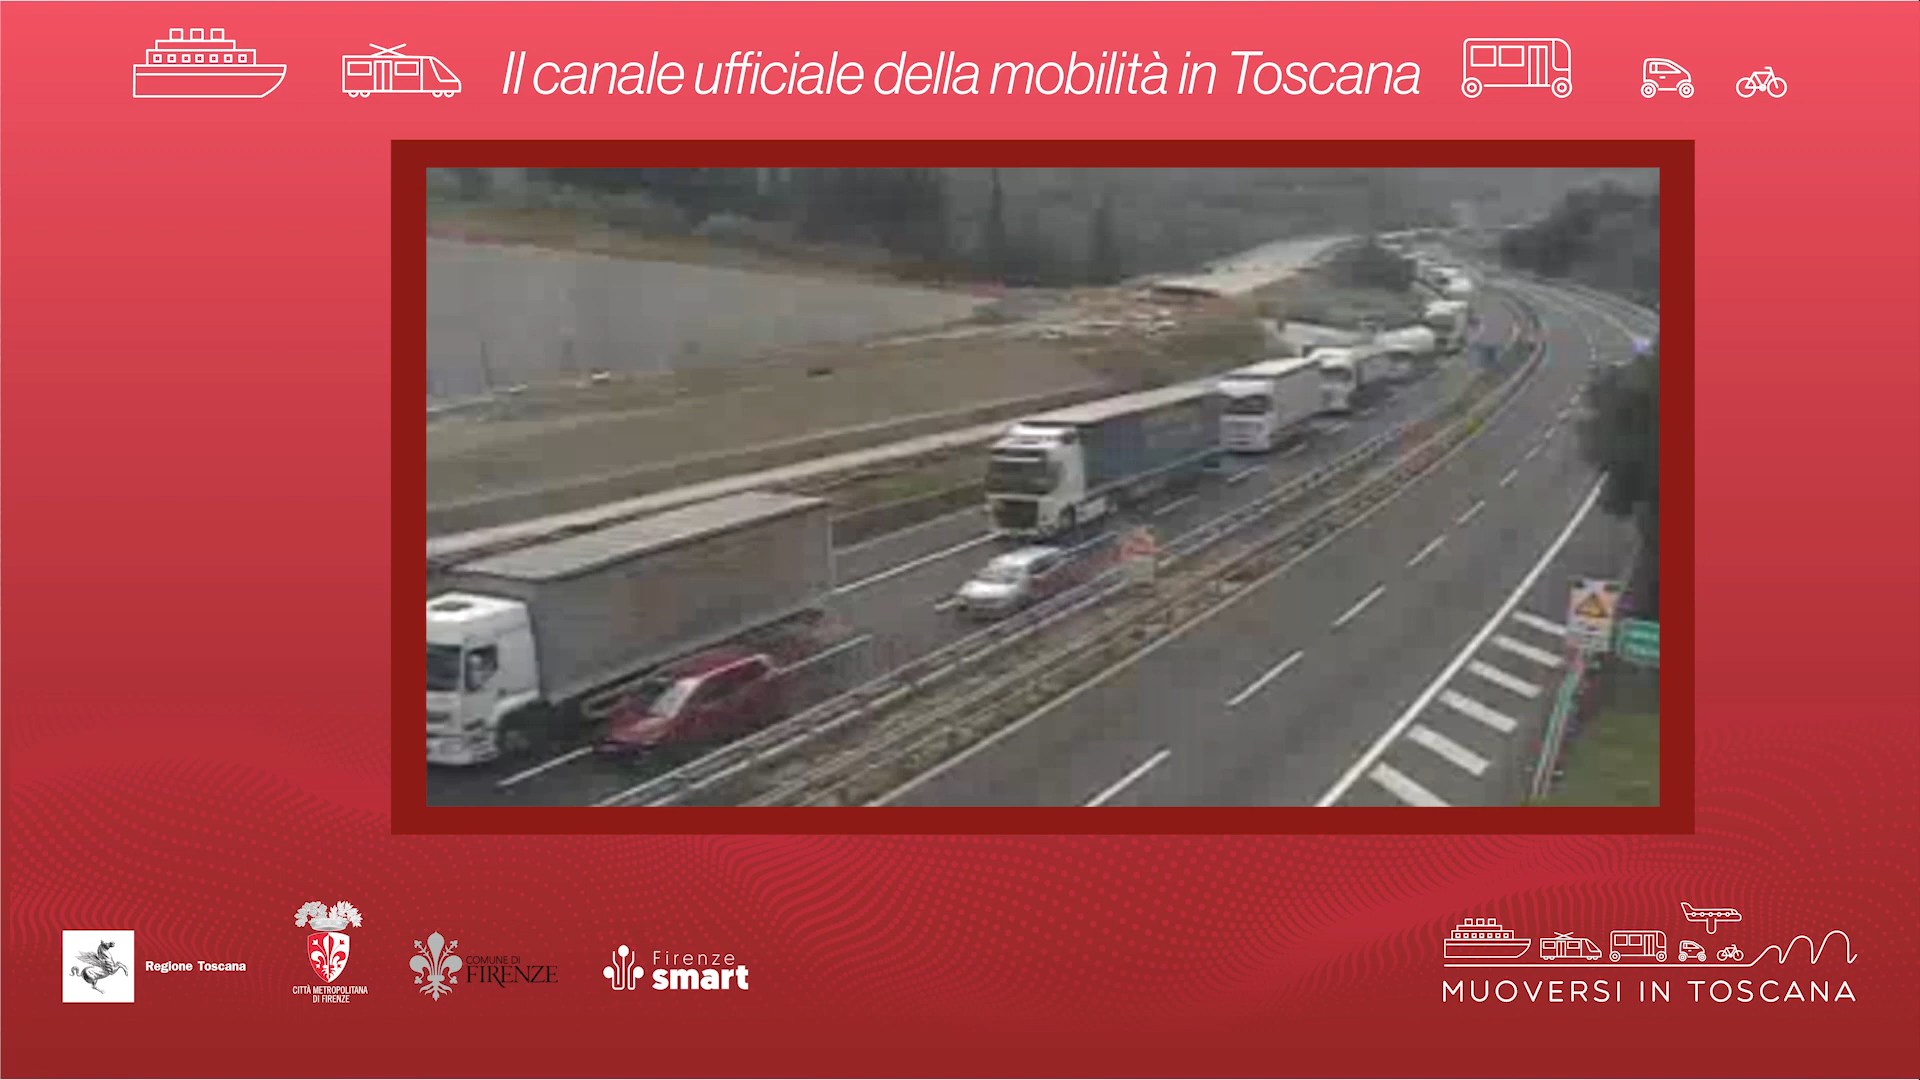 Il canale ufficiale della mobilità in Toscana
Regione Toscana
CITTÀ METROPOLITANA
DI FIRENZE
COMUNE DI
FIRENZE
Firenze
smart
MUOVERSI IN TOSCANA